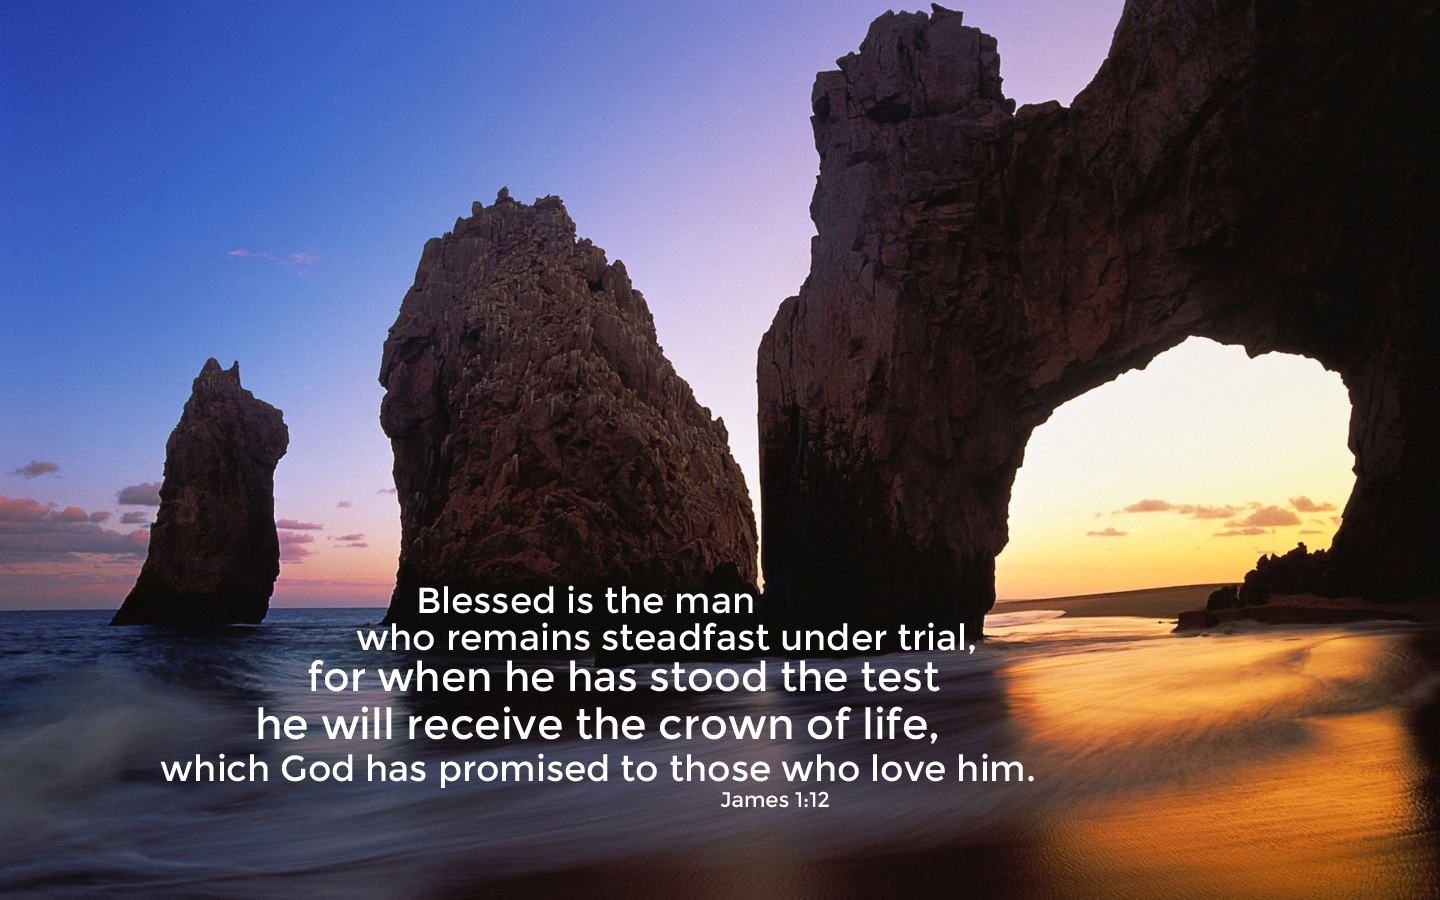 Blessed is the man
who remains steadfast under trial,
for when he has stood the test
he will receive the crown of life,
which God has promised to those who love him.
James 1:12